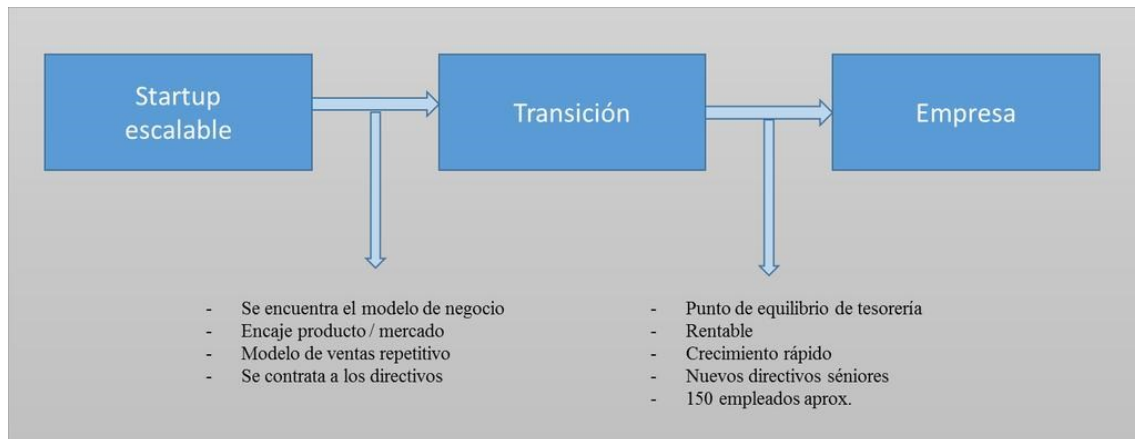 Startup
escalable
Transición
Empresa
- Se encuentra el modelo de negocio
- Encaje producto / mercado
- Modelo de ventas repetitivo
- Se contrata a los directivos
- Punto de equilibrio de tesorería
- Rentable
- Crecimiento rápido
- Nuevos directivos séniores
- 150 empleados aprox.